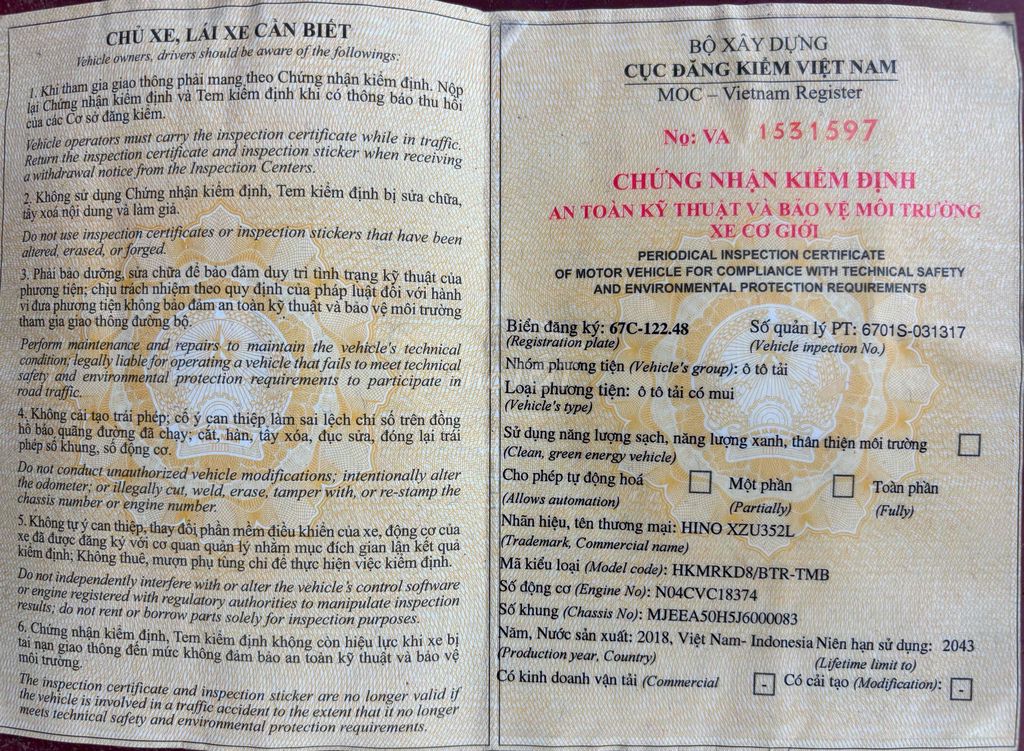 CHỦ XE, LÁI XE CẦN BIẾT
Vehicle owners, drivers should be aware of the followings:
1. Khi tham gia giao thông phải mang theo Chứng nhận kiểm định. Nộp
lại Chứng nhận kiểm định và Tem kiểm định khi có thông báo thu hồi
của các Cơ sở đăng kiểm.
Vehicle operators must carry the inspection certificate while in traffic.
Return the inspection certificate and inspection sticker when receiving
a withdrawal notice from the Inspection Centers.
2. Không sử dụng Chứng nhận kiểm định, Tem kiểm định bị sửa chữa,
tẩy xoá nội dung và làm giả.
Do not use inspection certificates or inspection stickers that have been
altered, erased, or forged.
3. Phải bảo dưỡng, sửa chữa để bảo đảm duy trì tình trạng kỹ thuật của
phương tiện; chịu trách nhiệm theo quy định của pháp luật đối với hành
vi đưa phương tiện không bảo đảm an toàn kỹ thuật và bảo vệ môi trường
tham gia giao thông đường bộ.
Perform maintenance and repairs to maintain the vehicle's technical
condition; legally liable for operating a vehicle that fails to meet technical
safety and environmental protection requirements to participate in
road traffic.
4. Không cải tạo trái phép; cố ý can thiệp làm sai lệch chỉ số trên đồng
hồ báo quãng đường đã chạy; cắt, hàn, tẩy xóa, đục sửa, đóng lại trái
phép số khung, số động cơ.
Do not conduct unauthorized vehicle modifications; intentionally alter
the odometer; or illegally cut, weld, erase, tamper with, or re-stamp the
chassis number or engine number.
5. Không tự ý can thiệp, thay đổi phần mềm điều khiển của xe, động cơ của
xe đã được đăng ký với cơ quan quản lý nhằm mục đích gian lận kết quả
kiểm định; Không thuê, mượn phụ tùng chỉ để thực hiện việc kiểm định.
Do not independently interfere with or alter the vehicle's control software
or engine registered with regulatory authorities to manipulate inspection
results; do not rent or borrow parts solely for inspection purposes.
6. Chứng nhận kiểm định, Tem kiểm định không còn hiệu lực khi xe bị
tai nạn giao thông đến mức không đảm bảo an toàn kỹ thuật và bảo vệ
môi trường.
The inspection certificate and inspection sticker are no longer valid if
the vehicle is involved in a traffic accident to the extent that it no longer
meets technical safety and environmental protection requirements.
BỘ XÂY DỰNG
CỤC ĐĂNG KIỂM VIỆT NAM
MOC – Vietnam Register
No: VA 1531597
CHỨNG NHẬN KIỂM ĐỊNH
AN TOÀN KỸ THUẬT VÀ BẢO VỆ MÔI TRƯỜNG
XE CƠ GIỚI
PERIODICAL INSPECTION CERTIFICATE
OF MOTOR VEHICLE FOR COMPLIANCE WITH TECHNICAL SAFETY
AND ENVIRONMENTAL PROTECTION REQUIREMENTS
Biển đăng ký: 67C-122.48 Số quản lý PT: 6701S-031317
(Registration plate) (Vehicle inpection No.)
Nhóm phương tiện (Vehicle's group): ô tô tải
Loại phương tiện: ô tô tải có mui
(Vehicle's type)
Sử dụng năng lượng sạch, năng lượng xanh, thân thiện môi trường
(Clean, green energy vehicle)
Cho phép tự động hoá Một phần Toàn phần
(Allows automation) (Partially) (Fully)
Nhãn hiệu, tên thương mại: HINO XZU352L
(Trademark, Commercial name)
Mã kiểu loại (Model code): HKMRKD8/BTR-TMB
Số động cơ (Engine No): N04CVC18374
Số khung (Chassis No): MJEEA50H5J6000083
Năm, Nước sản xuất: 2018, Việt Nam- Indonesia Niên hạn sử dụng: 2043
(Production year, Country) (Lifetime limit to)
Có kinh doanh vận tải (Commercial - Có cải tạo (Modification): -